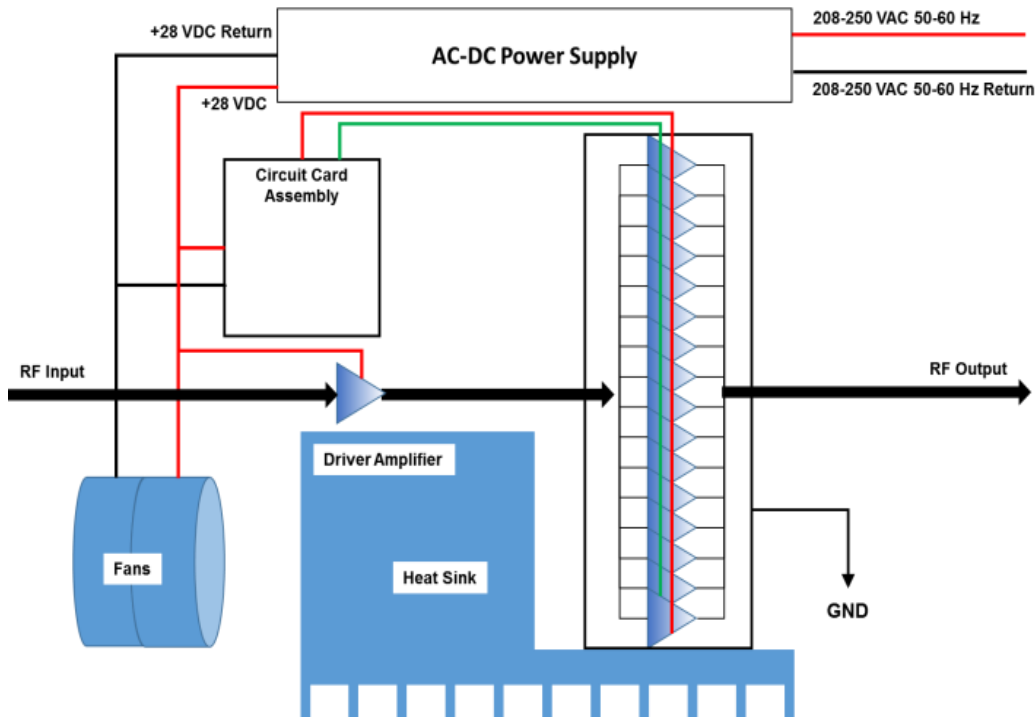 208-250 VAC 50-60 Hz
+28 VDC Return
AC-DC Power Supply
208-250 VAC 50-60 Hz Return
+28 VDC
Circuit Card
Assembly
RF Input
RF Output
Driver Amplifier
Fans
Heat Sink
GND